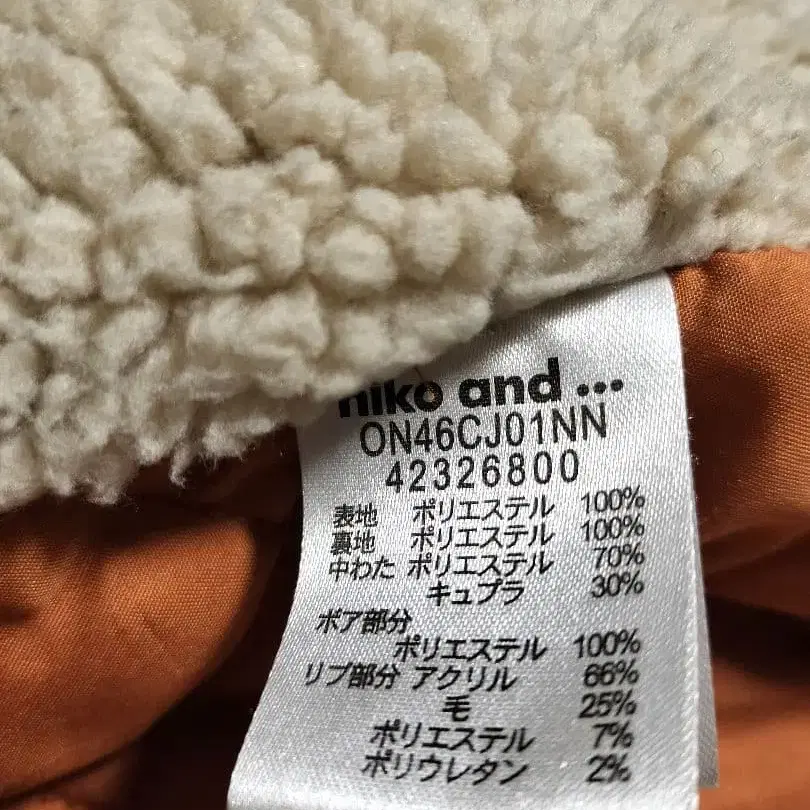 niko and ...
ON46CJ01NN
42326800
表地 ポリエステル 100%
裏地 ポリエステル 100%
中わた ポリエステル 70%
キュプラ 30%
ボア部分
ポリエステル 100%
リブ部分 アクリル 66%
毛 25%
ポリエステル 7%
ポリウレタン 2%